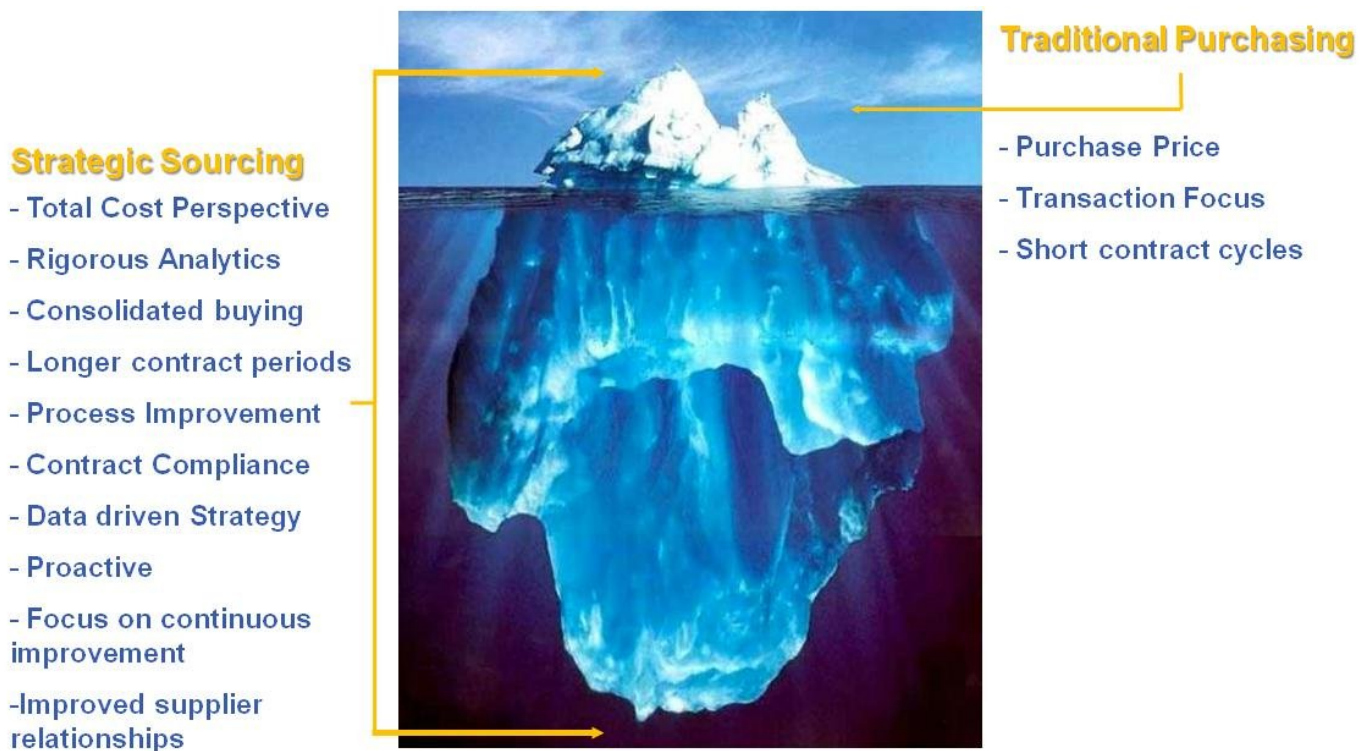 Traditional Purchasing
- Purchase Price
- Transaction Focus
- Short contract cycles
Strategic Sourcing
- Total Cost Perspective
- Rigorous Analytics
- Consolidated buying
- Longer contract periods
- Process Improvement
- Contract Compliance
- Data driven Strategy
- Proactive
- Focus on continuous
improvement
-Improved supplier
relationships